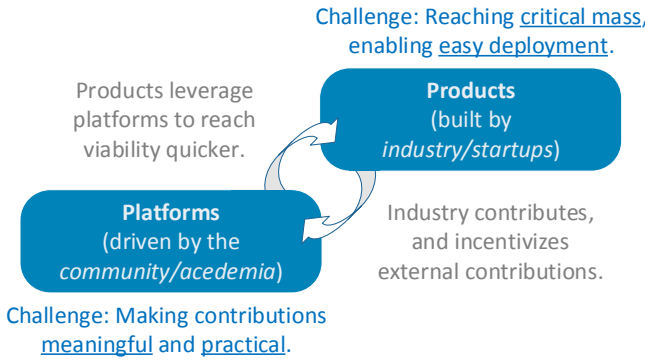 Challenge: Reaching critical mass,
enabling easy deployment.
Products leverage
platforms to reach
viability quicker.
Products
(built by
industry/startups)
Platforms
(driven by the
community/acedemia)
Industry contributes,
and incentivizes
external contributions.
Challenge: Making contributions
meaningful and practical.